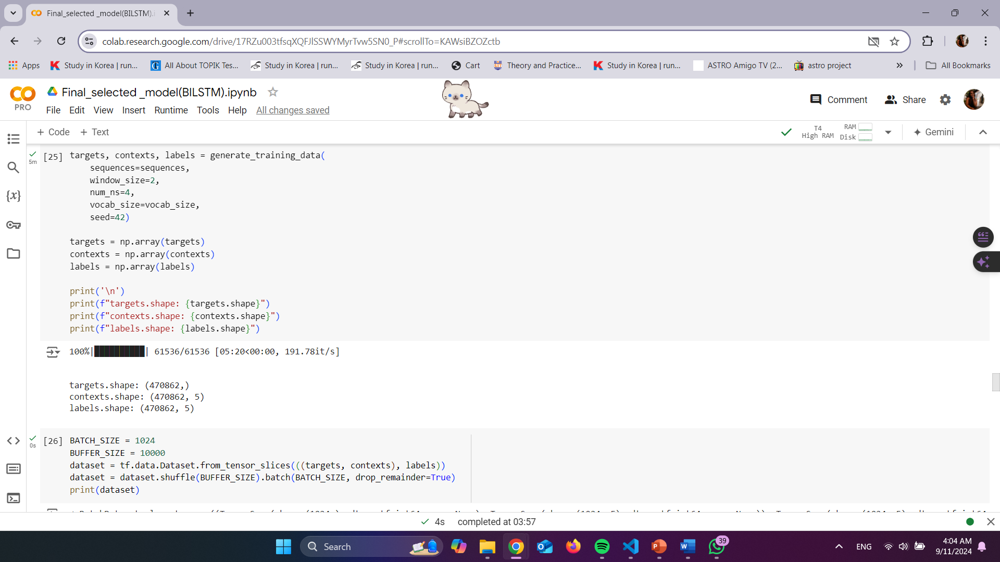 Final_selected _model(BILSTM).i
colab.research.google.com/drive/17RZu003tfsqXQFJlSSWYMyrTvw5SN0_P#scrollTo=KAWsiBZOZctb
Apps Study in Korea | run... All About TOPIK Tes... Study in Korea | run... Study in Korea | run... Cart Theory and Practice... Study in Korea | run... ASTRO Amigo TV (2... astro project All Bookmarks
PRO
Final_selected _model(BILSTM).ipynb
Comment Share
File Edit View Insert Runtime Tools Help All changes saved
+ Code + Text
T4
High RAM
RAM
Disk
Gemini
5m
[25] targets, contexts, labels = generate_training_data(
sequences=sequences,
window_size=2,
num_ns=4,
vocab_size=vocab_size,
seed=42)
targets = np.array(targets)
contexts = np.array(contexts)
labels = np.array(labels)
print('\n')
print(f"targets.shape: {targets.shape}")
print(f"contexts.shape: {contexts.shape}")
print(f"labels.shape: {labels.shape}")
100%|██████████| 61536/61536 [05:20<00:00, 191.78it/s]
targets.shape: (470862,)
contexts.shape: (470862, 5)
labels.shape: (470862, 5)
0s
[26] BATCH_SIZE = 1024
BUFFER_SIZE = 10000
dataset = tf.data.Dataset.from_tensor_slices(((targets, contexts), labels))
dataset = dataset.shuffle(BUFFER_SIZE).batch(BATCH_SIZE, drop_remainder=True)
print(dataset)
4s completed at 03:57
Search
39
ENG
4:04 AM
9/11/2024